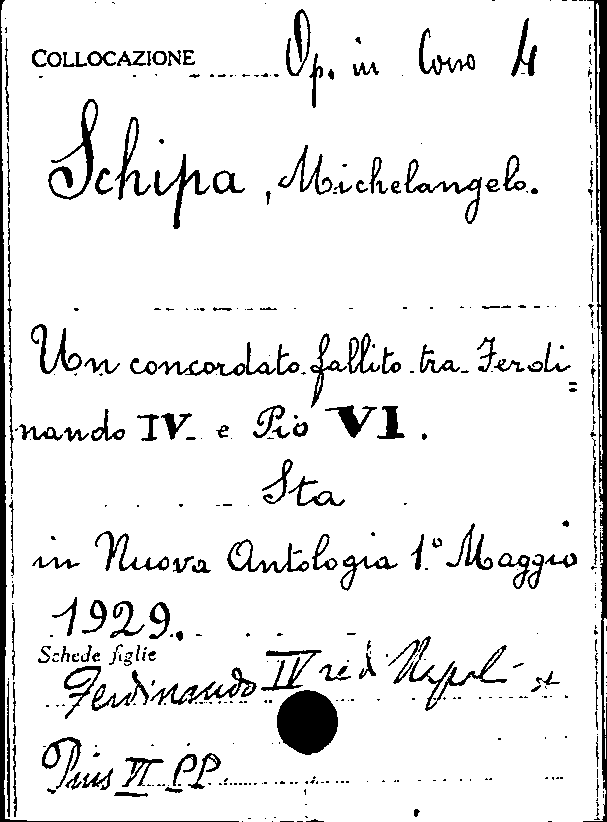 COLLOCAZIONE Op. in Corso 4
Schipa, Michelangelo.
Un concordato fallito tra Ferdi=
nando IV e Pio VI.
Sta
in Nuova Antologia 1.° Maggio
1929.
Schede figlie
Ferdinando IV re di Napoli
Pius VI PP